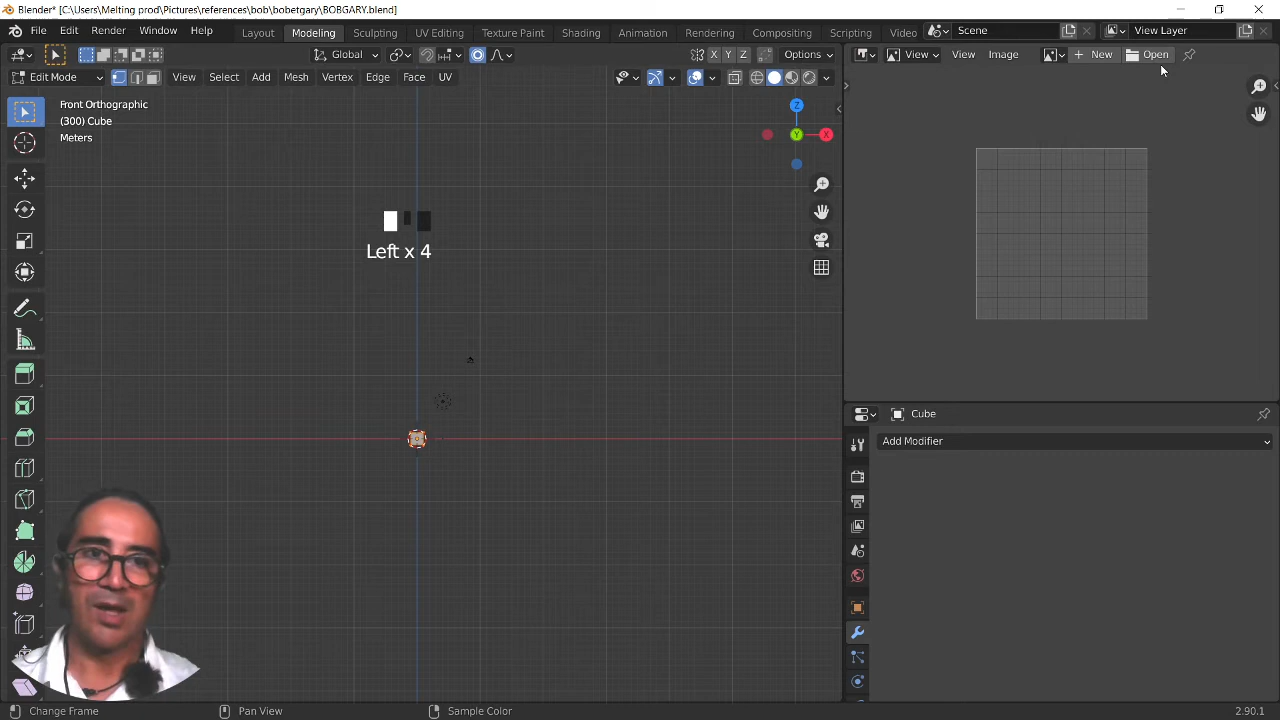 Blender* [C:\Users\Melting prod\Pictures\references\bob\bobetgary\BOBGARY.blend]
File Edit Render Window Help Layout Modeling Sculpting UV Editing Texture Paint Shading Animation Rendering Compositing Scripting Video Scene View Layer
Global X Y Z Options View View Image New Open
Edit Mode View Select Add Mesh Vertex Edge Face UV
Front Orthographic
(300) Cube
Meters
Z
Y X
Left x 4
Cube
Add Modifier
Change Frame Pan View Sample Color 2.90.1